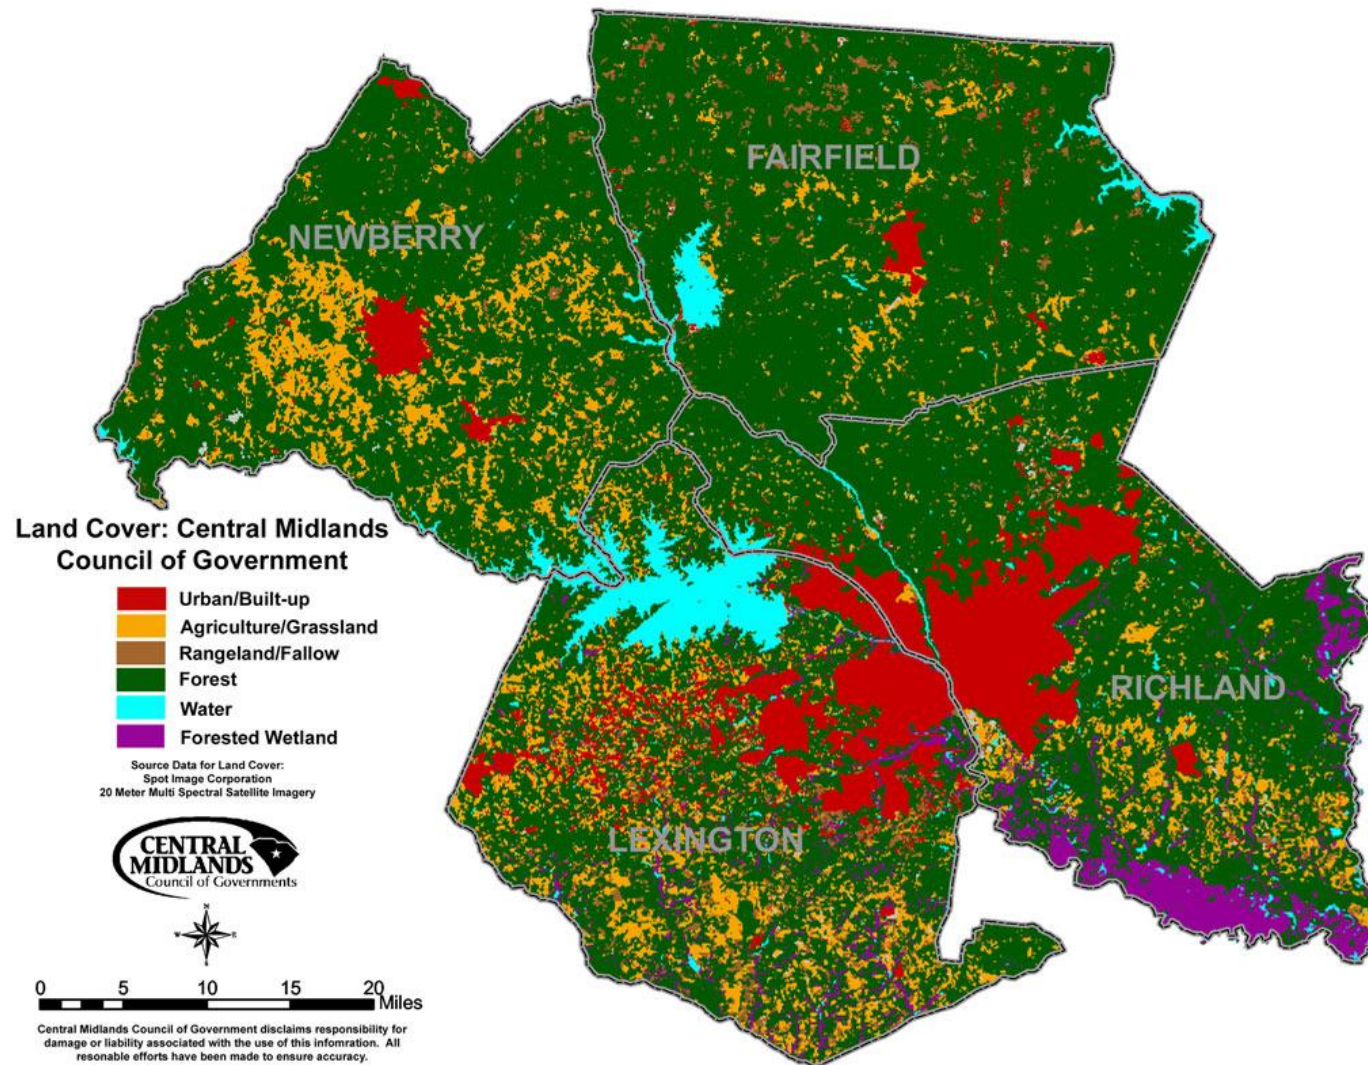 FAIRFIELD
NEWBERRY
RICHLAND
LEXINGTON
Land Cover: Central Midlands
Council of Government
Urban/Built-up
Agriculture/Grassland
Rangeland/Fallow
Forest
Water
Forested Wetland
Source Data for Land Cover:
Spot Image Corporation
20 Meter Multi Spectral Satellite Imagery
CENTRAL
MIDLANDS
Council of Governments
N
W E
S
0 5 10 15 20
Miles
Central Midlands Council of Government disclaims responsibility for
damage or liability associated with the use of this infomration. All
resonable efforts have been made to ensure accuracy.